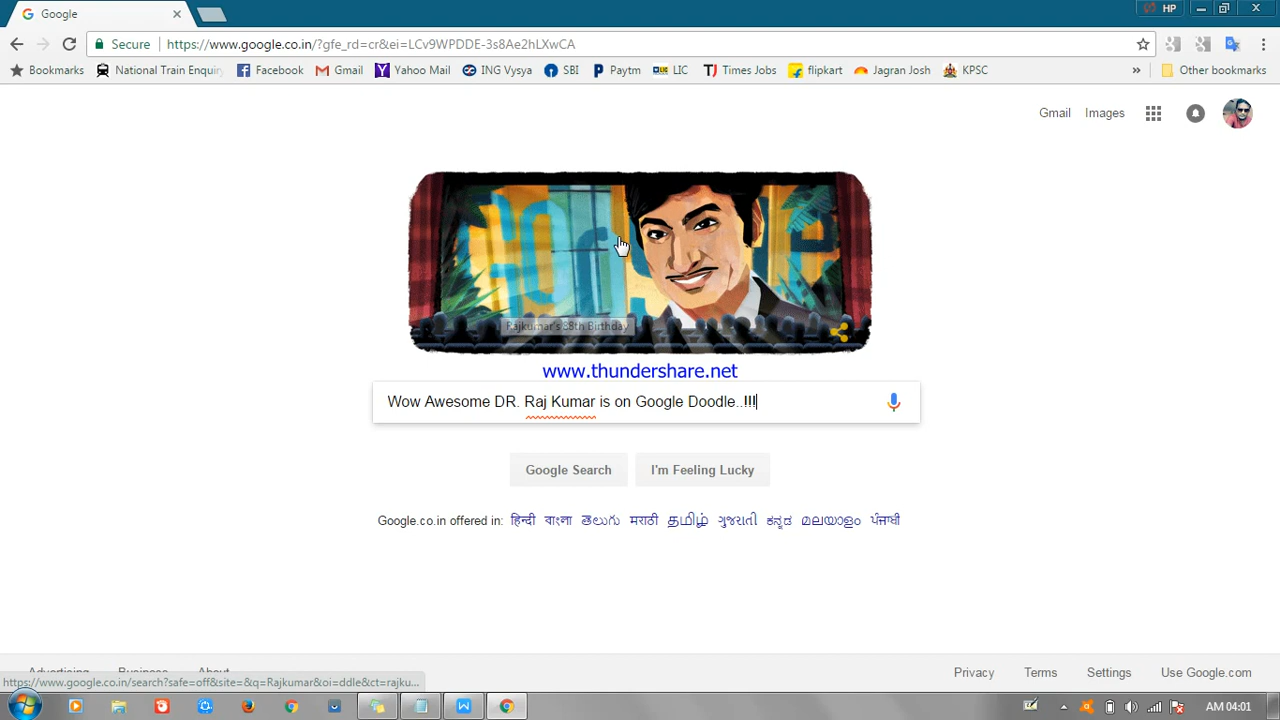 Google
HP
Secure https://www.google.co.in/?gfe_rd=cr&ei=LCv9WPDDE-3s8Ae2hLXwCA
Bookmarks National Train Enquiry Facebook Gmail Yahoo Mail ING Vysya SBI Paytm LIC Times Jobs flipkart Jagran Josh KPSC » Other bookmarks
Gmail Images
Rajkumar's 88th Birthday
www.thundershare.net
Wow Awesome DR. Raj Kumar is on Google Doodle..!!!
Google Search I'm Feeling Lucky
Google.co.in offered in: हिन्दी বাংলা తెలుగు मराठी தமிழ் ગુજરાતી ಕನ್ನಡ മലയാളം ਪੰਜਾਬੀ
Advertising Business About Privacy Terms Settings Use Google.com
https://www.google.co.in/search?safe=off&site=&q=Rajkumar&oi=ddle&ct=rajku...
AM 04:01